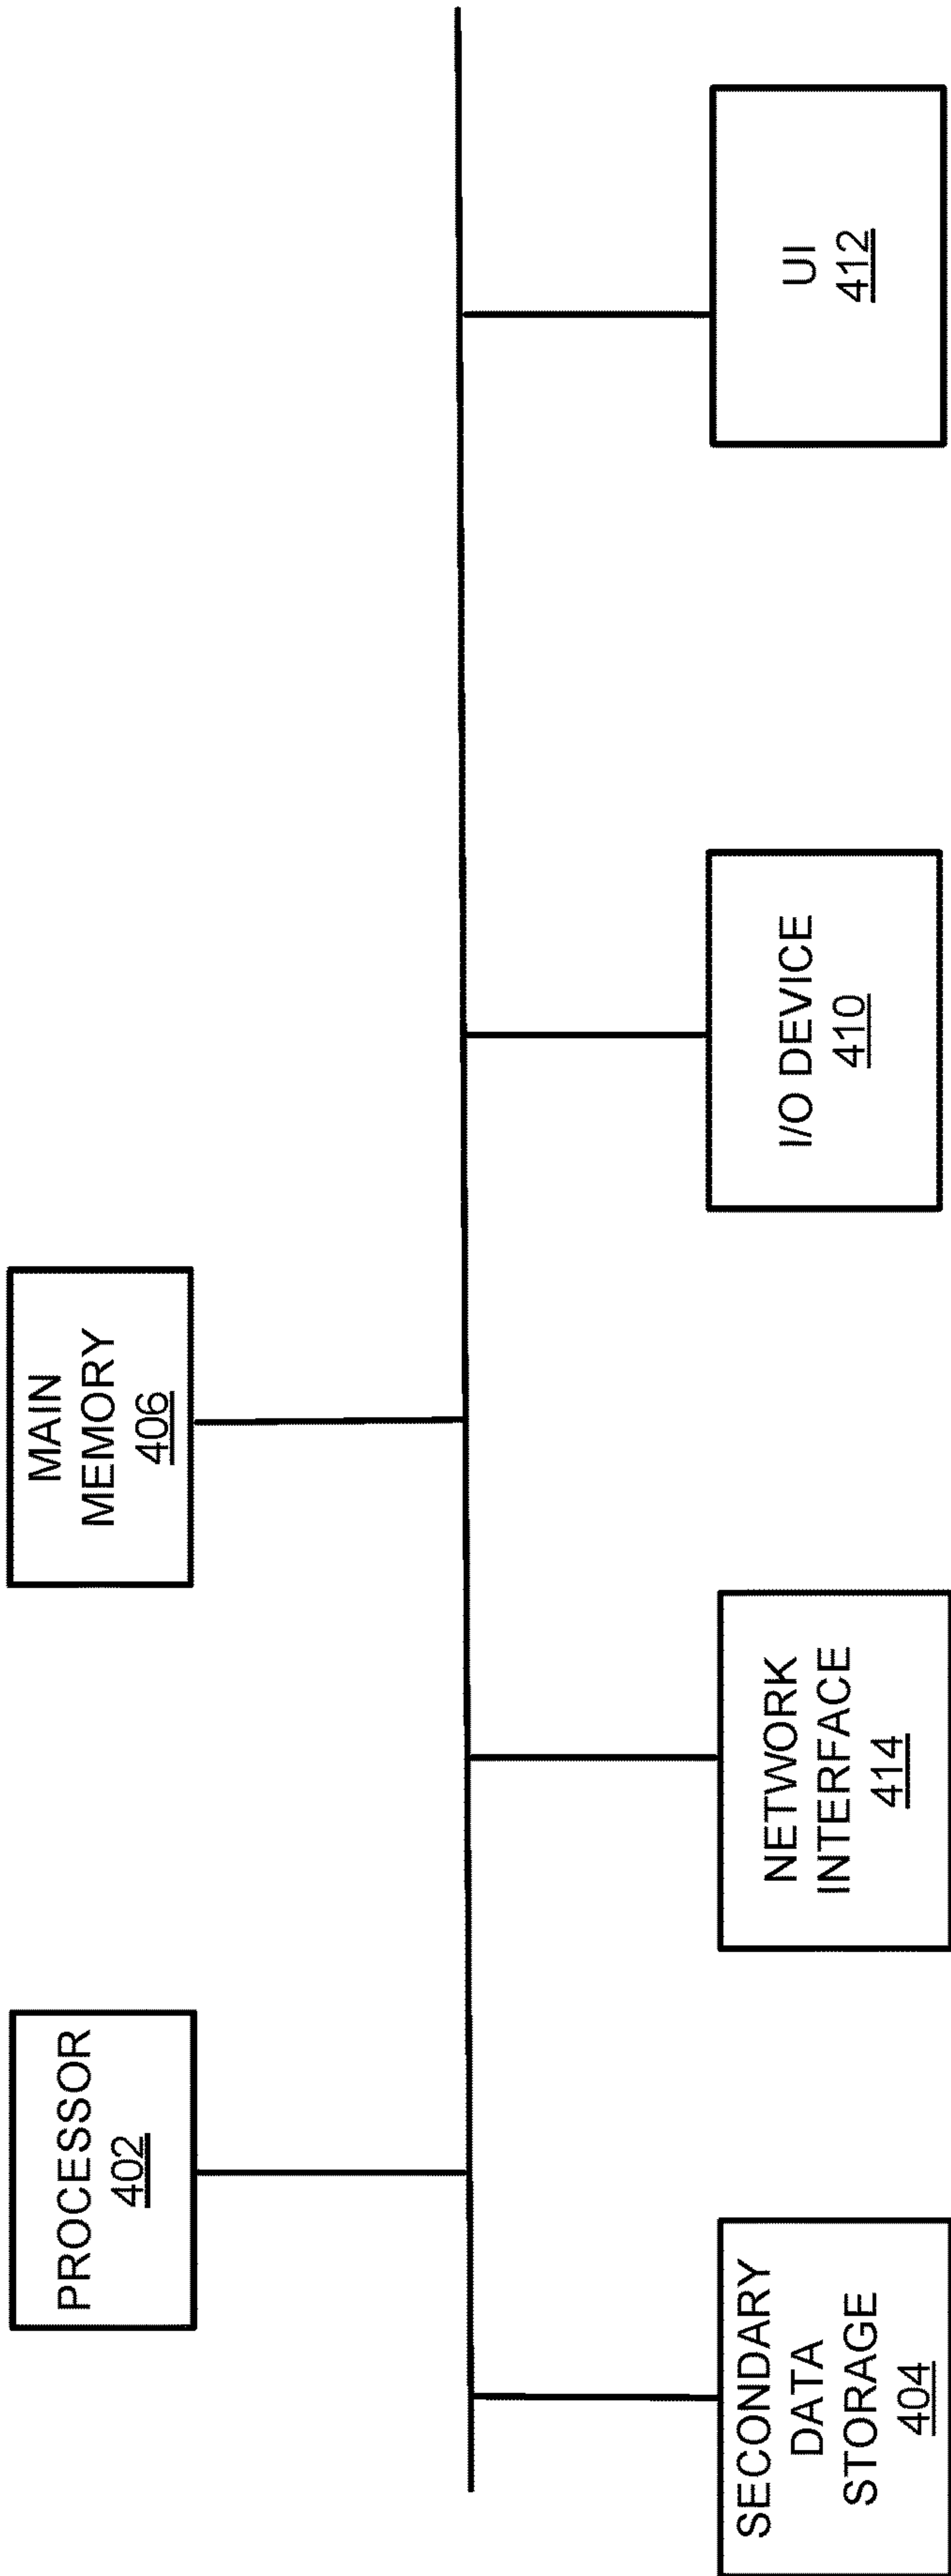 PROCESSOR
402
MAIN
MEMORY
406
SECONDARY
DATA
STORAGE
404
NETWORK
INTERFACE
414
I/O DEVICE
410
UI
412